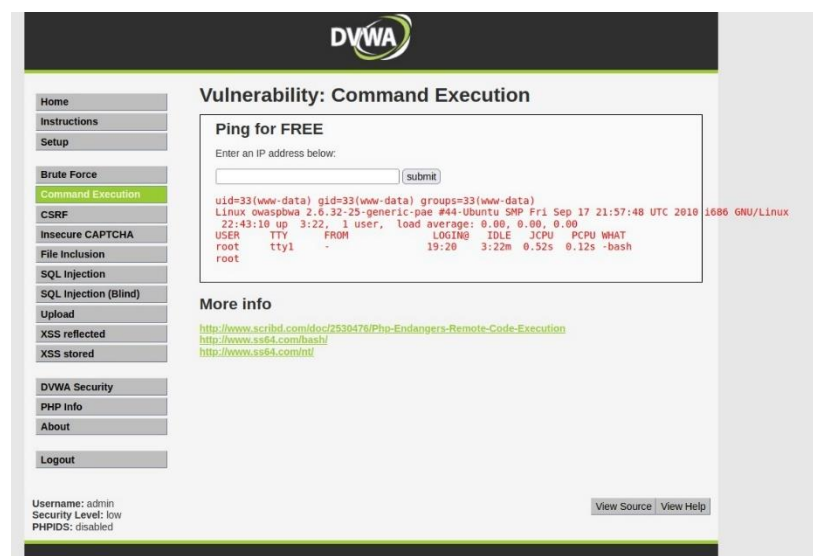 DVWA
Home
Instructions
Setup
Brute Force
Command Execution
CSRF
Insecure CAPTCHA
File Inclusion
SQL Injection
SQL Injection (Blind)
Upload
XSS reflected
XSS stored
DVWA Security
PHP Info
About
Logout
Vulnerability: Command Execution
Ping for FREE
Enter an IP address below:
submit
uid=33(www-data) gid=33(www-data) groups=33(www-data)
Linux owaspbwa 2.6.32-25-generic-pae #44-Ubuntu SMP Fri Sep 17 21:57:48 UTC 2010 i686 GNU/Linux
22:43:10 up 3:22, 1 user, load average: 0.00, 0.00, 0.00
USER TTY FROM LOGIN@ IDLE JCPU PCPU WHAT
root tty1 - 19:20 3:22m 0.52s 0.12s -bash
root
More info
http://www.scribd.com/doc/2530476/Php-Endangers-Remote-Code-Execution
http://www.ss64.com/bash/
http://www.ss64.com/nt/
Username: admin
Security Level: low
PHPIDS: disabled
View Source View Help